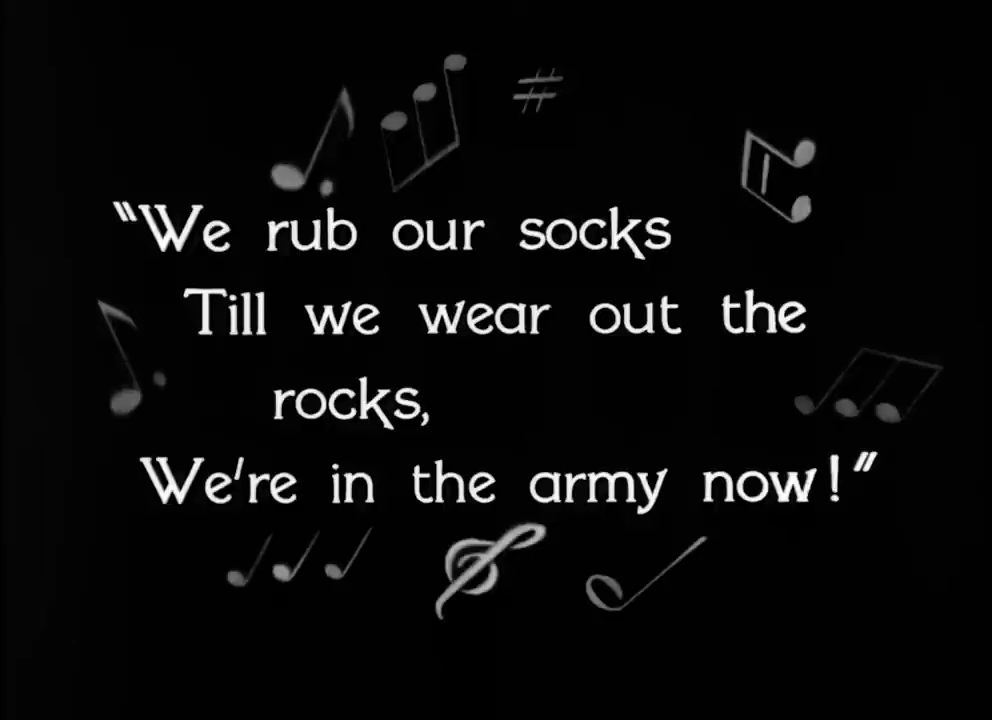 "We rub our socks
Till we wear out the
rocks,
We're in the army now!"